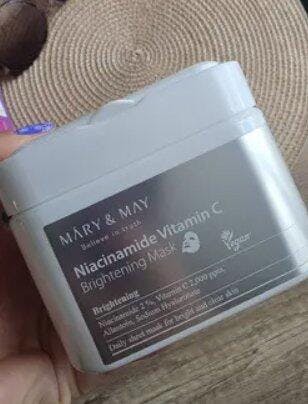 MARY & MAY
Believe in truth
Niacinamide Vitamin C
Brightening Mask
Vegan
Brightening
Niacinamide 2 %, Vitamin C 2,000 ppm,
Allantoin, Sodium Hyaluronate
Daily sheet mask for bright and clear skin